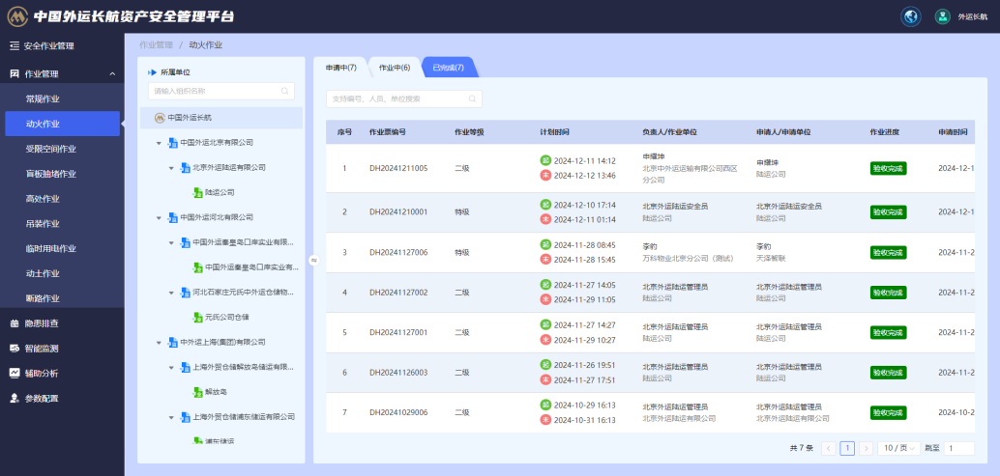 中国外运长航资产安全管理平台
外运长航
安全作业管理
作业管理
常规作业
动火作业
受限空间作业
盲板抽堵作业
高处作业
吊装作业
临时用电作业
动土作业
断路作业
隐患排查
智能监测
辅助分析
参数配置
作业管理 / 动火作业
所属单位
请输入组织名称
中国外运长航
中国外运北京有限公司
北京外运陆运有限公司
陆运公司
中国外运河北有限公司
中国外运秦皇岛口岸实业有限...
中国外运秦皇岛口岸实业有...
河北石家庄元氏中外运仓储物...
元氏公司仓储
中外运上海(集团)有限公司
上海外贸仓储解放岛储运有限...
解放岛
上海外贸仓储浦东储运有限公司
浦东储运
申请中(7) 作业中(6) 已完成(7)
支持编号、人员、单位搜索
序号 作业票编号 作业等级 计划时间 负责人/作业单位 申请人/申请单位 作业进度 申请时间
1 DH20241211005 二级 起 2024-12-11 14:12 申耀坤 申耀坤 验收完成 2024-12-1
末 2024-12-12 13:46 北京中外运运输有限公司西区分公司 陆运公司
2 DH20241210001 特级 起 2024-12-10 17:14 北京外运陆运安全员 北京外运陆运安全员 验收完成 2024-12-1
末 2024-12-11 01:14 陆运公司 陆运公司
3 DH20241127006 特级 起 2024-11-28 08:45 李豹 李豹 验收完成 2024-11-2
末 2024-11-28 15:45 万科物业北京分公司（测试） 天泽智联
4 DH20241127002 二级 起 2024-11-27 14:05 北京外运陆运管理员 北京外运陆运管理员 验收完成 2024-11-2
末 2024-11-29 11:05 陆运公司 陆运公司
5 DH20241127001 二级 起 2024-11-27 14:27 北京外运陆运管理员 北京外运陆运管理员 验收完成 2024-11-2
末 2024-11-29 10:27 陆运公司 陆运公司
6 DH20241126003 二级 起 2024-11-26 19:51 北京外运陆运管理员 北京外运陆运管理员 验收完成 2024-11-2
末 2024-11-27 17:51 陆运公司 陆运公司
7 DH20241029006 二级 起 2024-10-29 16:13 北京外运陆运管理员 北京外运陆运管理员 验收完成 2024-10-2
末 2024-10-31 16:13 北京外运陆运有限公司 北京外运陆运有限公司
共 7 条 < 1 > 10 / 页 跳至 1